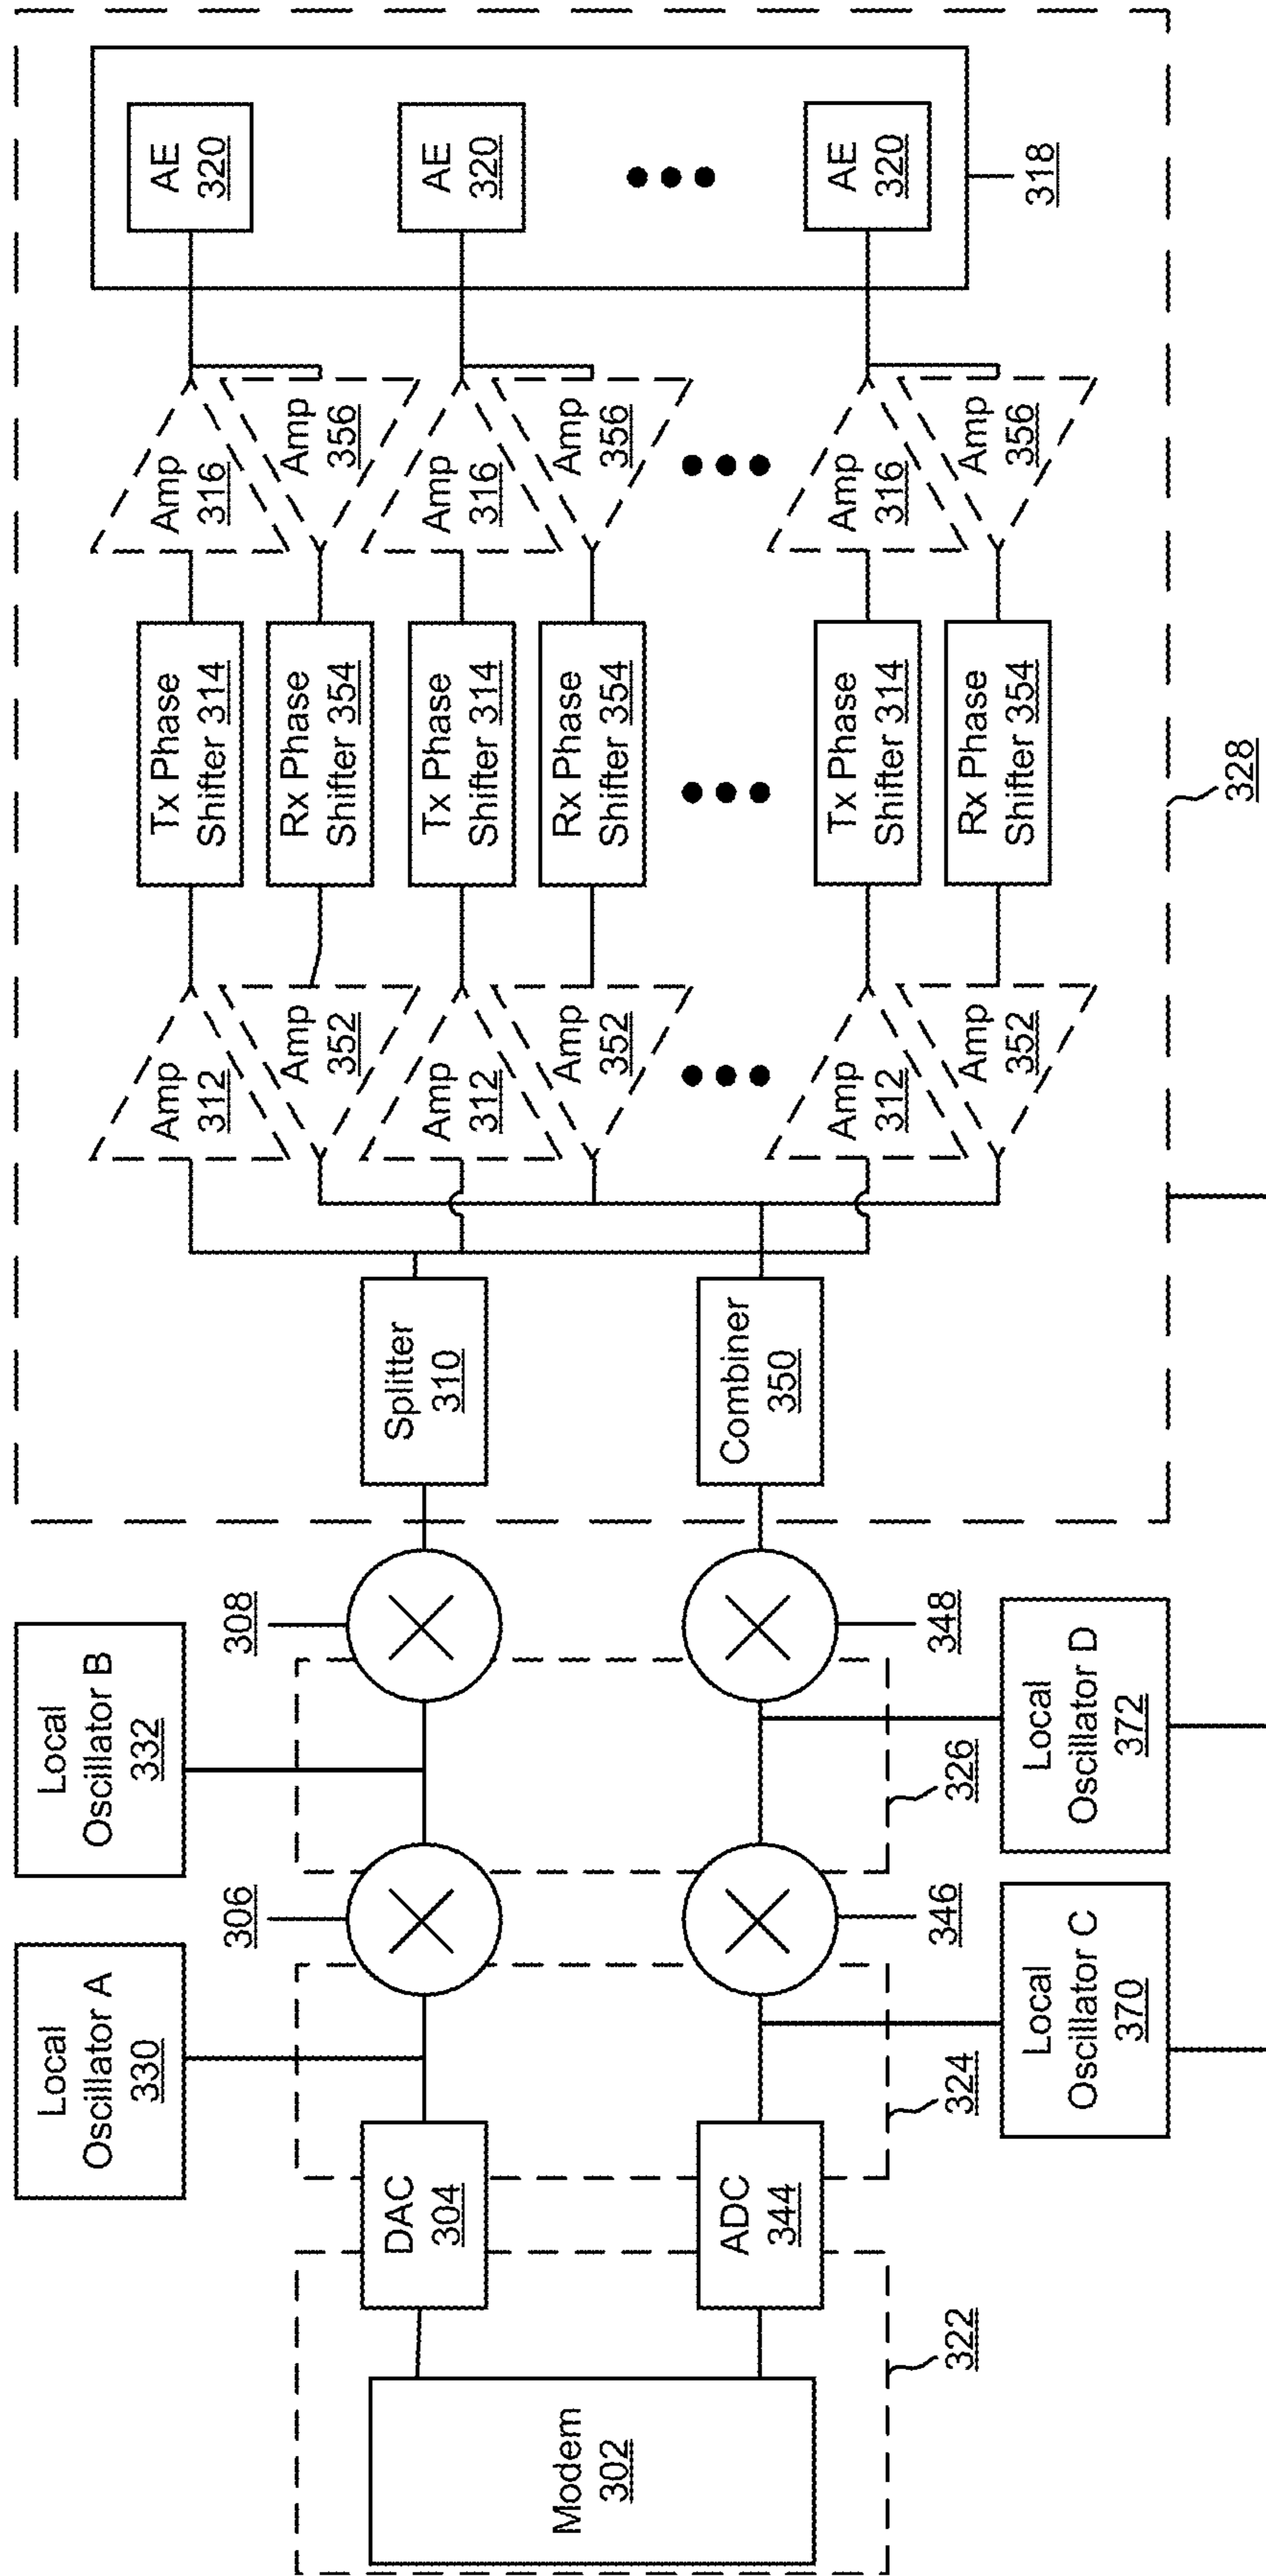 Local
Oscillator A
330
Local
Oscillator B
332
306
308
Modem
302
DAC
304
ADC
344
322
324
326
346
348
Local
Oscillator C
370
Local
Oscillator D
372
Splitter
310
Combiner
350
Amp
312
Amp
352
Amp
312
Amp
352
Amp
312
Amp
352
Tx Phase
Shifter 314
Rx Phase
Shifter 354
Tx Phase
Shifter 314
Rx Phase
Shifter 354
Tx Phase
Shifter 314
Rx Phase
Shifter 354
Amp
316
Amp
356
Amp
316
Amp
356
Amp
316
Amp
356
AE
320
AE
320
AE
320
318
328